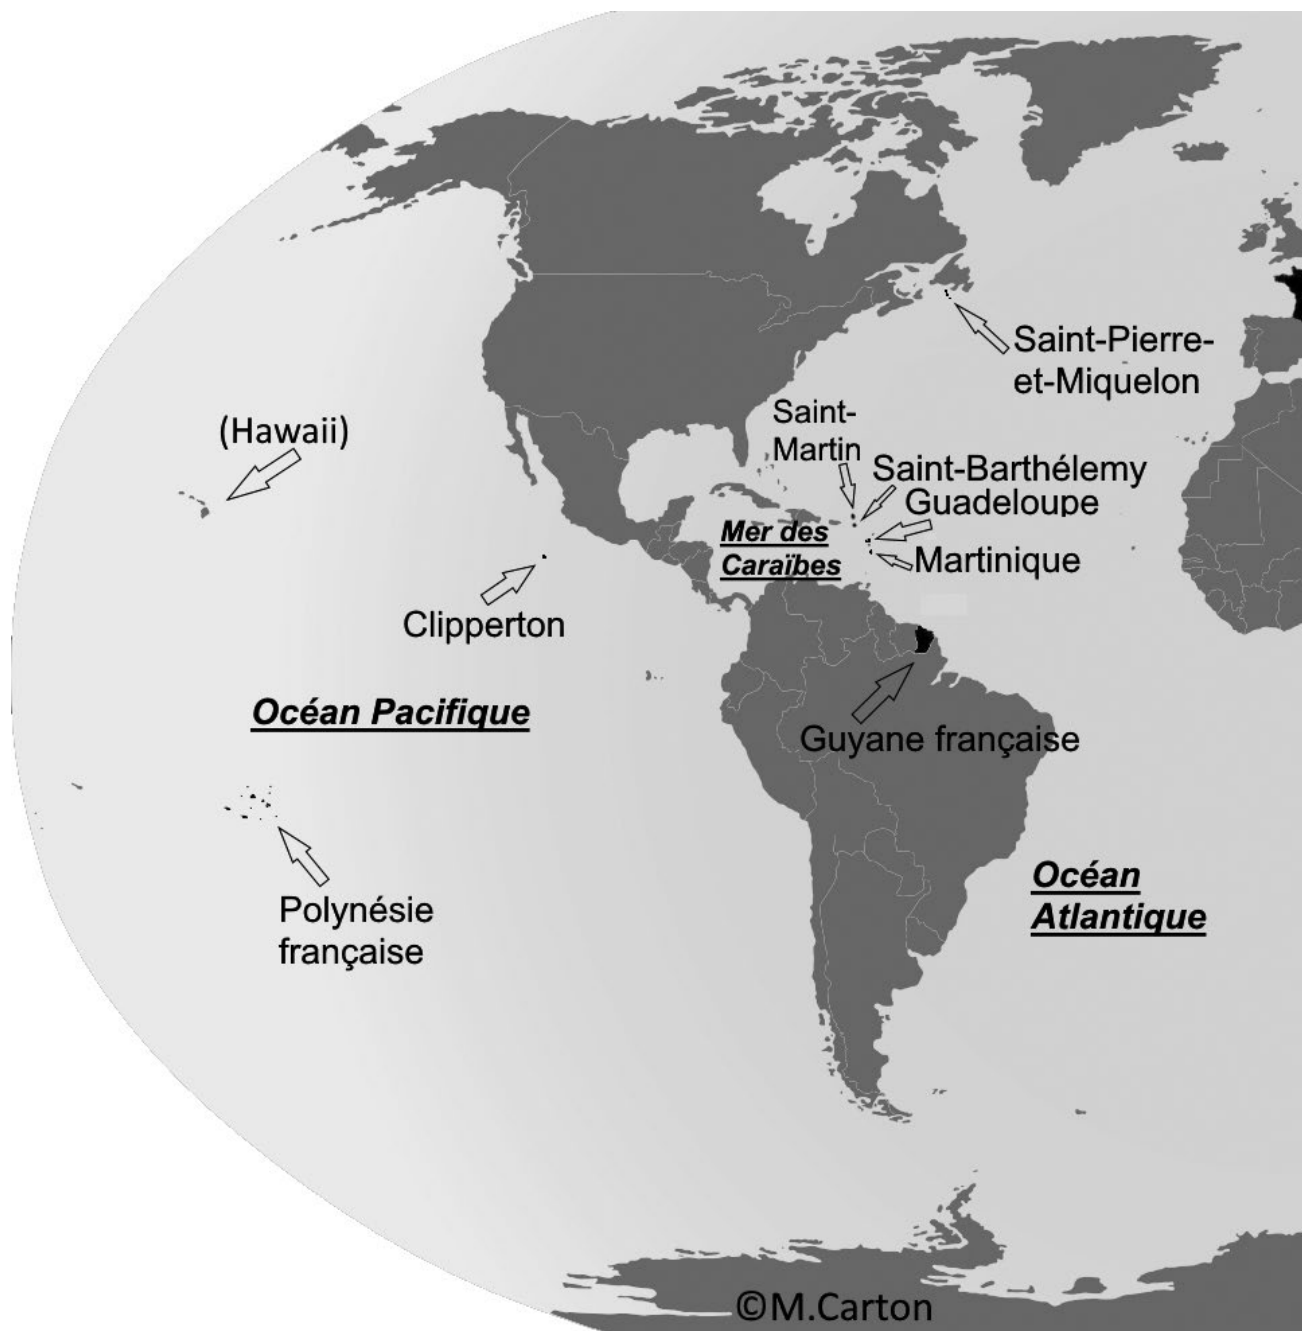 Saint-Pierre-
et-Miquelon
Saint-
Martin
(Hawaii)
Saint-Barthélemy
Guadeloupe
Mer des
Caraïbes
Martinique
Clipperton
Océan Pacifique
Guyane française
Océan
Atlantique
Polynésie
française
©M.Carton